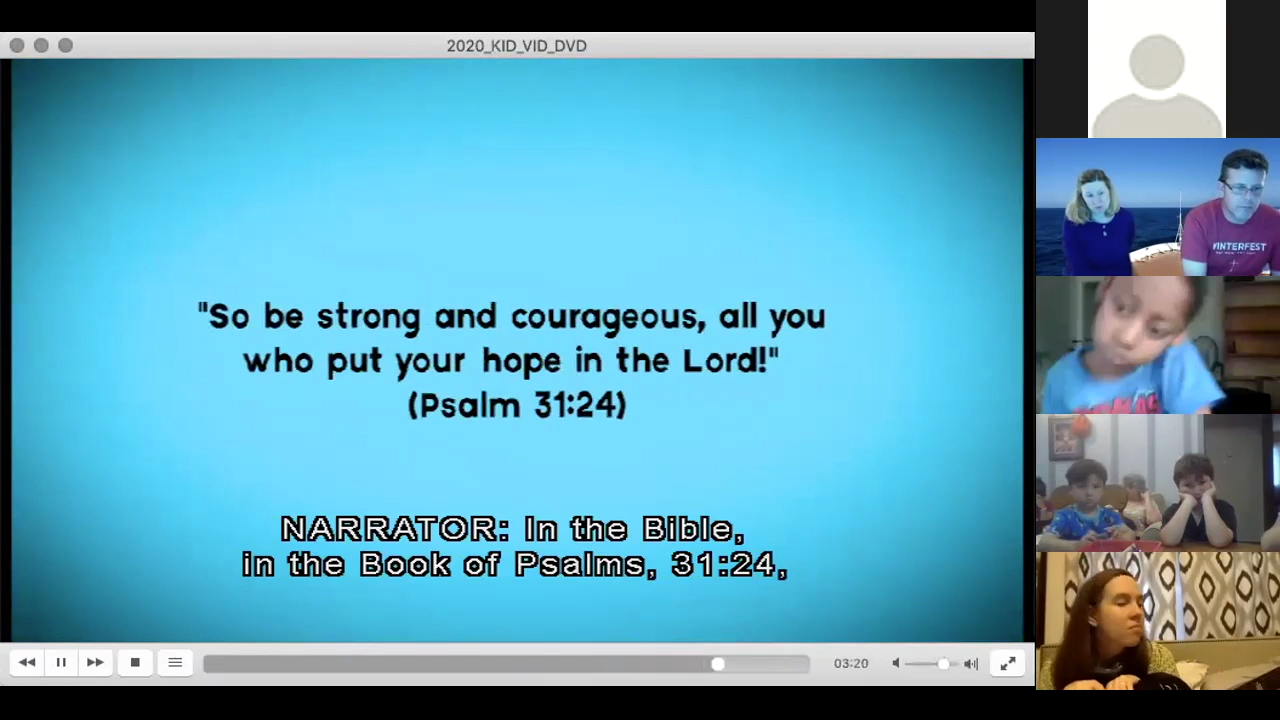 2020_KID_VID_DVD
"So be strong and courageous, all you
who put your hope in the Lord!"
(Psalm 31:24)
NARRATOR: In the Bible,
in the Book of Psalms, 31:24,
03:20
WINTERFEST